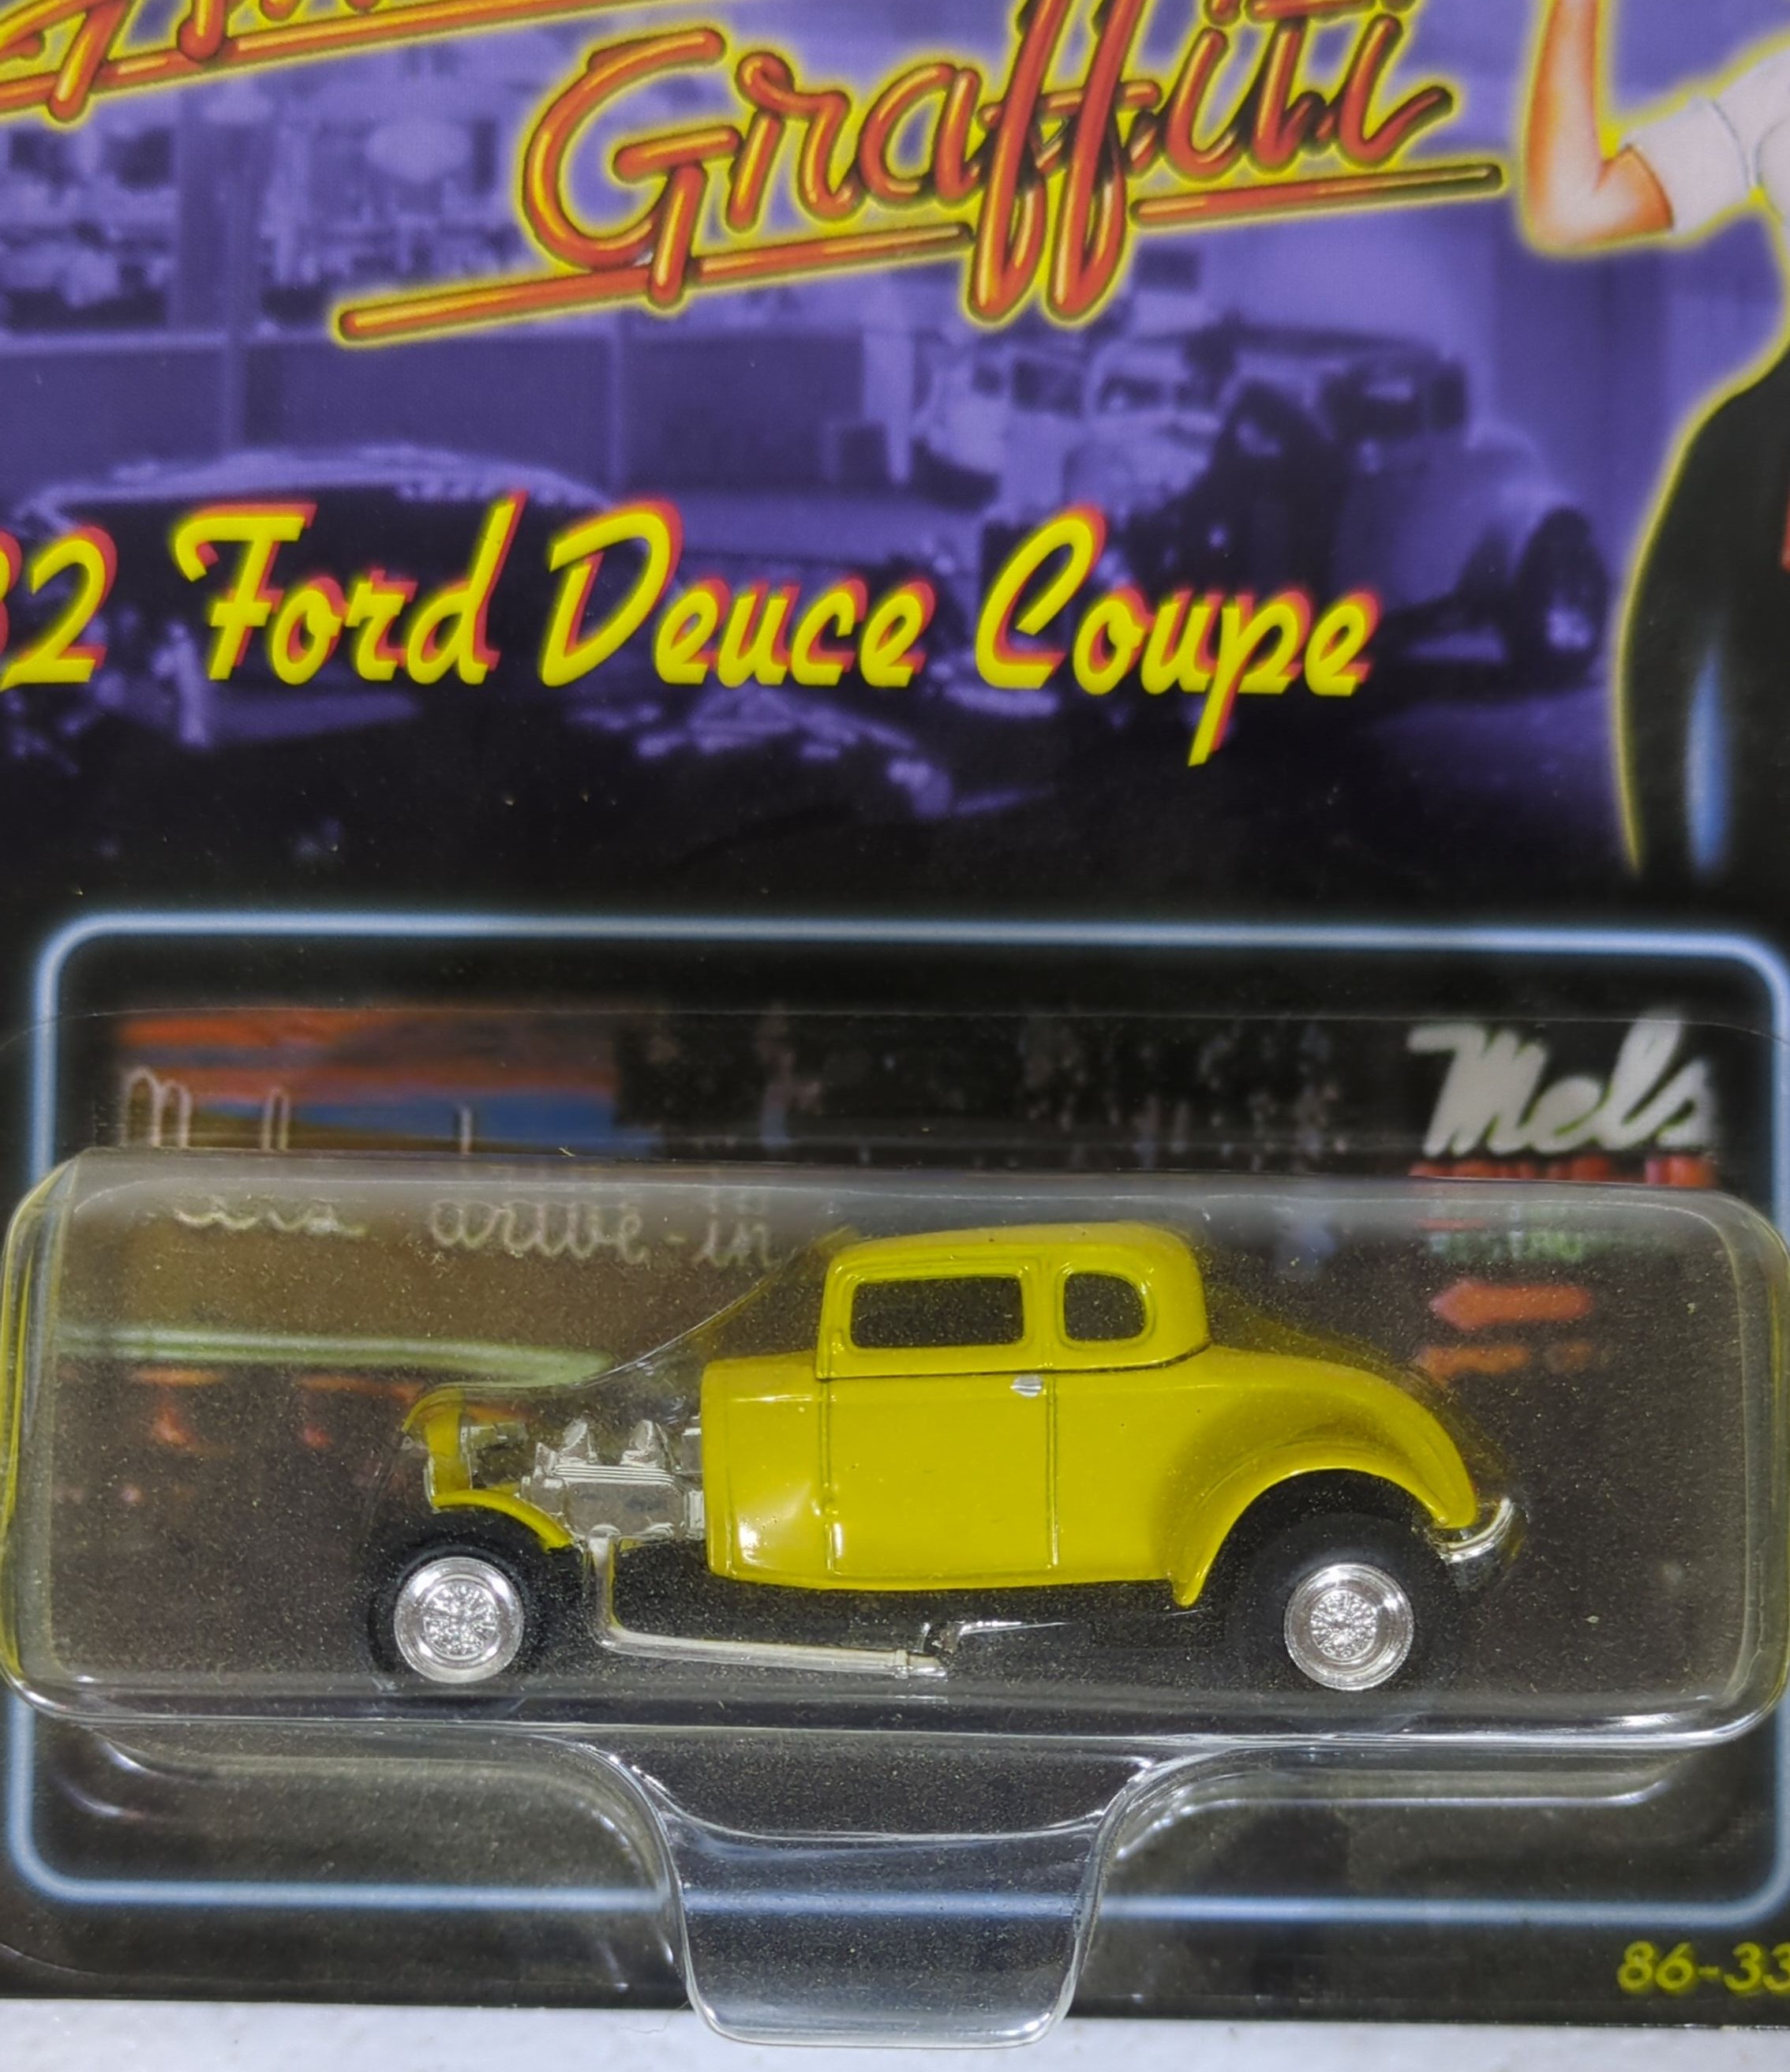 Graffiti
32 Ford Deuce Coupe
Mels
drive-in
86-33